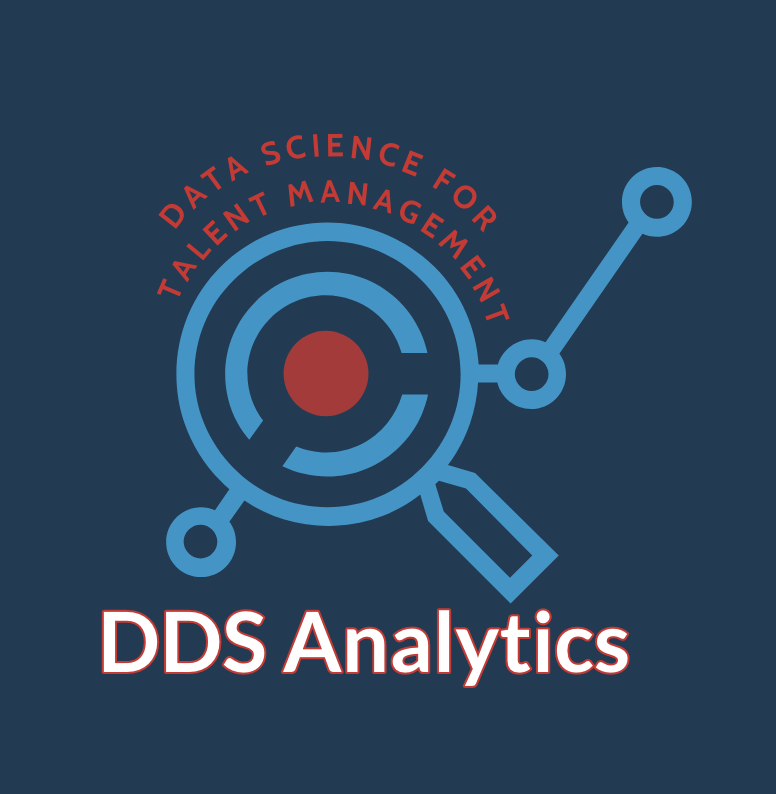 DATA SCIENCE FOR
TALENT MANAGEMENT
DDS Analytics